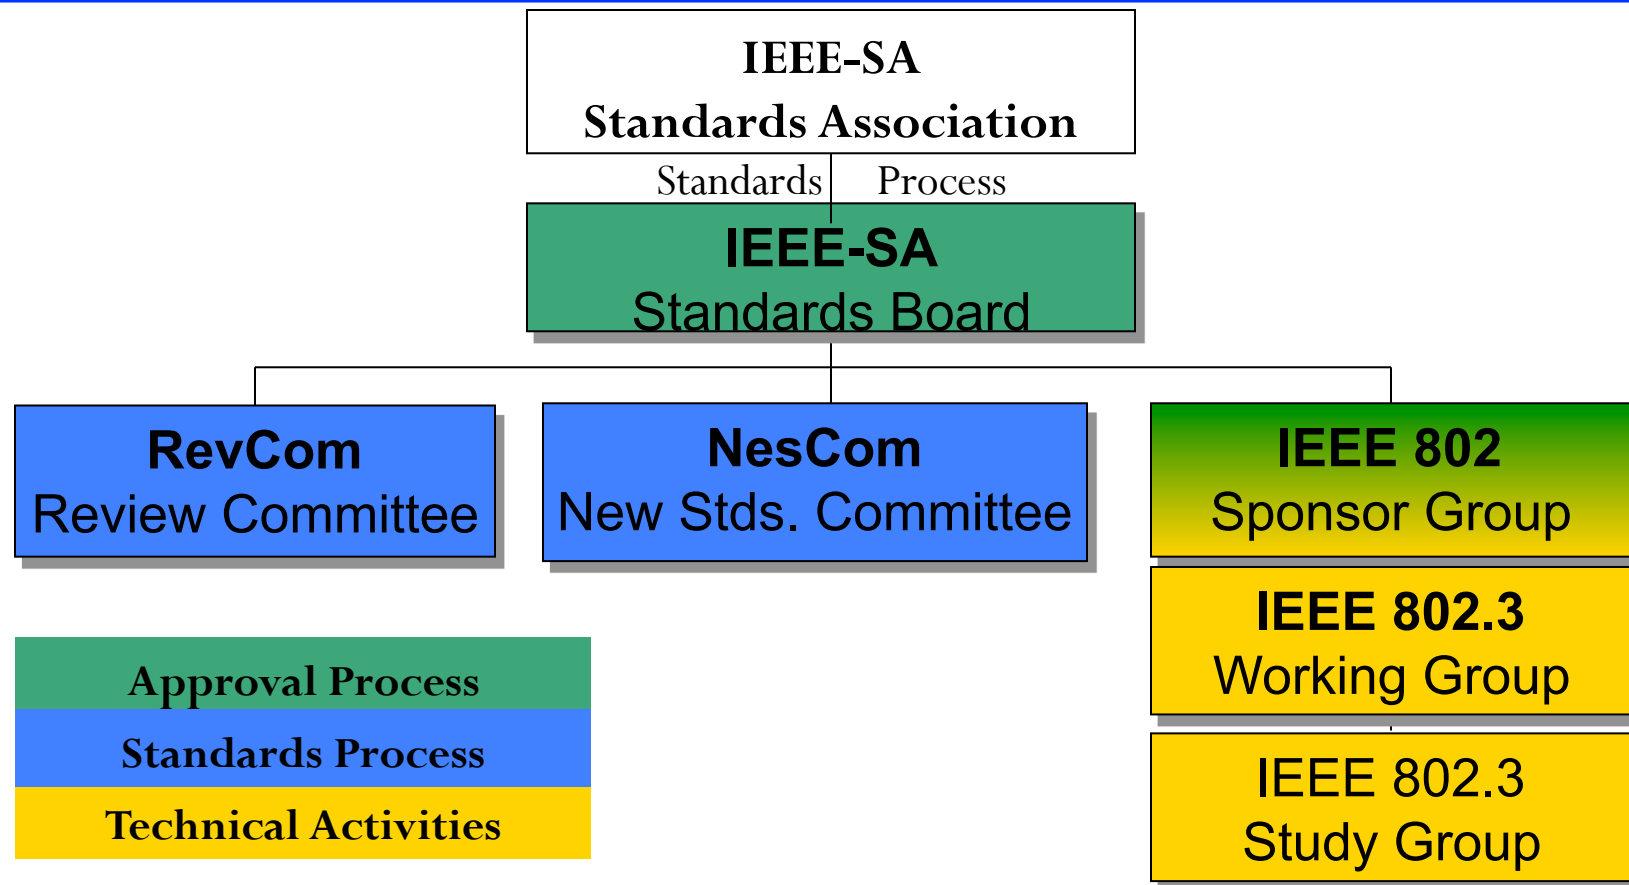 IEEE-SA
Standards Association
Standards Process
IEEE-SA
Standards Board
RevCom
Review Committee
NesCom
New Stds. Committee
IEEE 802
Sponsor Group
IEEE 802.3
Working Group
IEEE 802.3
Study Group
Approval Process
Standards Process
Technical Activities